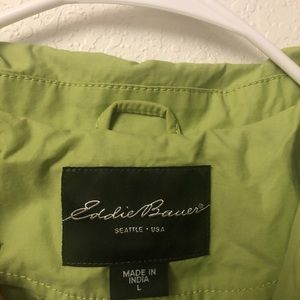 Eddie Bauer®
SEATTLE • USA
MADE IN
INDIA
L